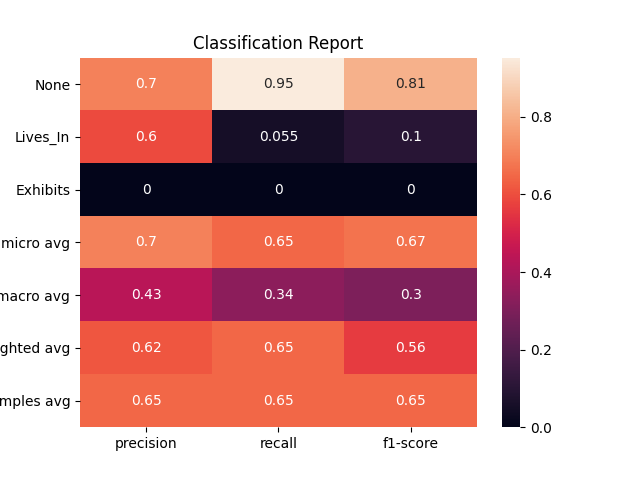 Classification Report
None 0.7 0.95 0.81
Lives_In 0.6 0.055 0.1
Exhibits 0 0 0
micro avg 0.7 0.65 0.67
macro avg 0.43 0.34 0.3
ghted avg 0.62 0.65 0.56
mples avg 0.65 0.65 0.65
precision recall f1-score
0.8
0.6
0.4
0.2
0.0